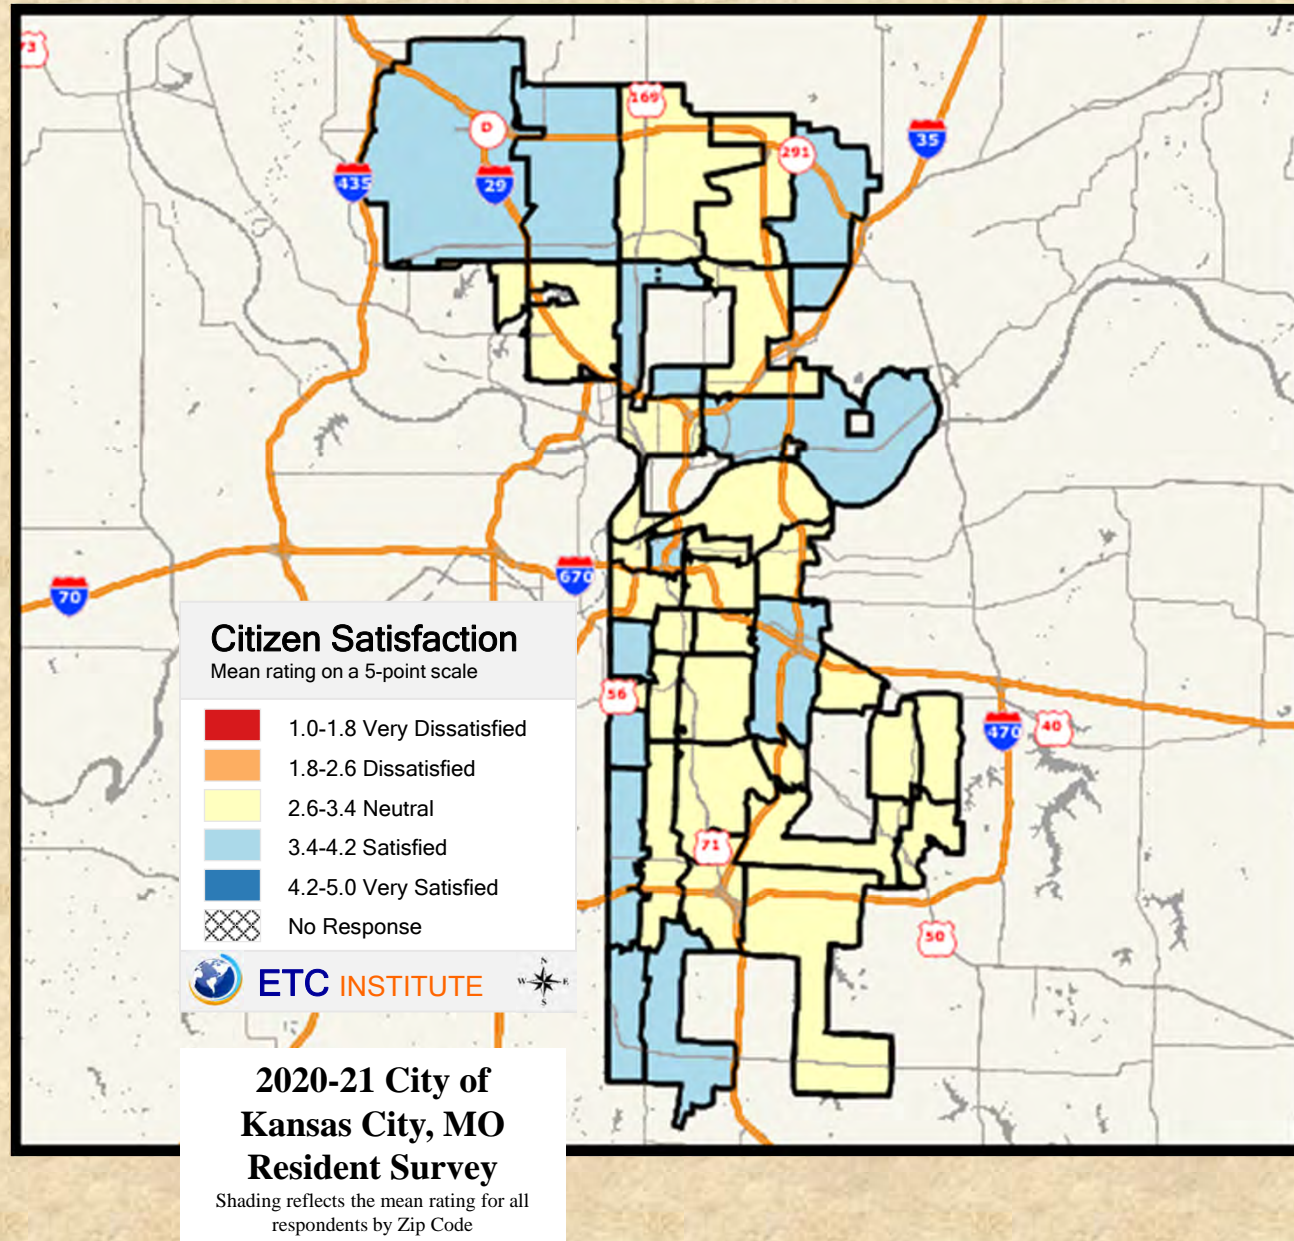 73
169
D
291
35
435
29
70
670
56
470
40
71
50
Citizen Satisfaction
Mean rating on a 5-point scale
1.0-1.8 Very Dissatisfied
1.8-2.6 Dissatisfied
2.6-3.4 Neutral
3.4-4.2 Satisfied
4.2-5.0 Very Satisfied
No Response
ETC INSTITUTE
N
W E
S
2020-21 City of
Kansas City, MO
Resident Survey
Shading reflects the mean rating for all
respondents by Zip Code